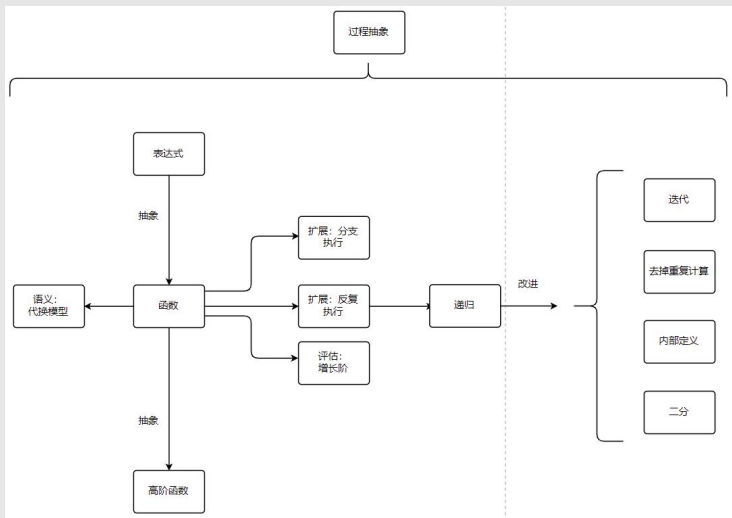 过程抽象
表达式
抽象
扩展：分支
执行
语义：
代换模型
函数
扩展：反复
执行
递归
改进
评估：
增长阶
抽象
高阶函数
迭代
去掉重复计算
内部定义
二分